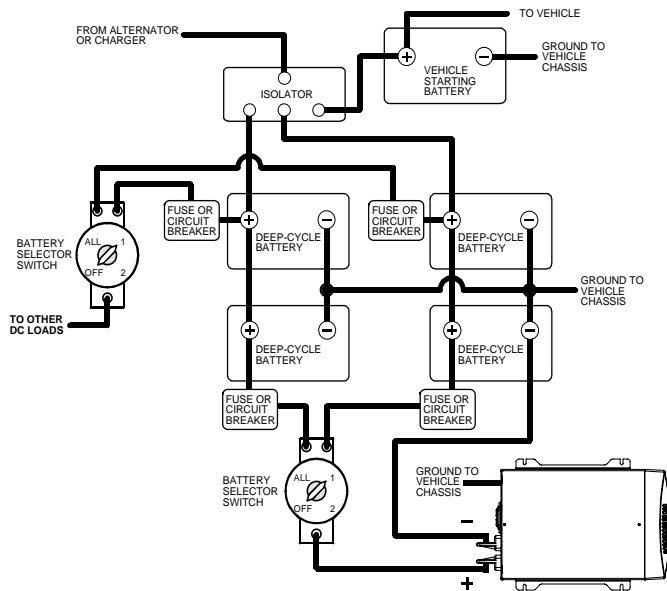 TO VEHICLE
FROM ALTERNATOR
OR CHARGER
GROUND TO
VEHICLE
CHASSIS
+
−
VEHICLE
STARTING
BATTERY
ISOLATOR
FUSE OR
CIRCUIT
BREAKER
+
−
DEEP-CYCLE
BATTERY
FUSE OR
CIRCUIT
BREAKER
+
−
DEEP-CYCLE
BATTERY
BATTERY
SELECTOR
SWITCH
ALL 1
OFF 2
TO OTHER
DC LOADS
GROUND TO
VEHICLE
CHASSIS
+
−
DEEP-CYCLE
BATTERY
+
−
DEEP-CYCLE
BATTERY
FUSE OR
CIRCUIT
BREAKER
FUSE OR
CIRCUIT
BREAKER
BATTERY
SELECTOR
SWITCH
ALL 1
OFF 2
GROUND TO
VEHICLE
CHASSIS
−
+